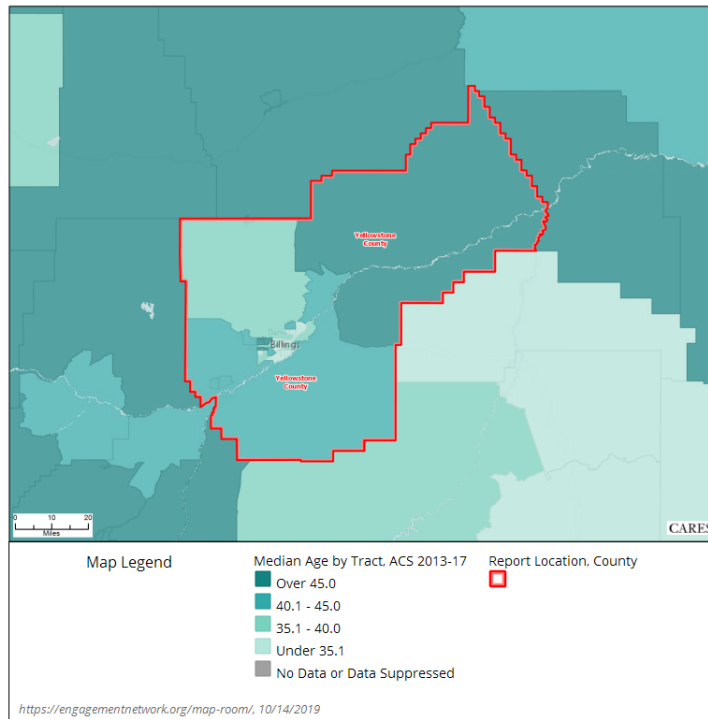 Yellowstone
County
Billings
Yellowstone
County
0 10 20
Miles
CARES
Map Legend
Median Age by Tract, ACS 2013-17
Over 45.0
40.1 - 45.0
35.1 - 40.0
Under 35.1
No Data or Data Suppressed
Report Location, County
https://engagementnetwork.org/map-room/, 10/14/2019